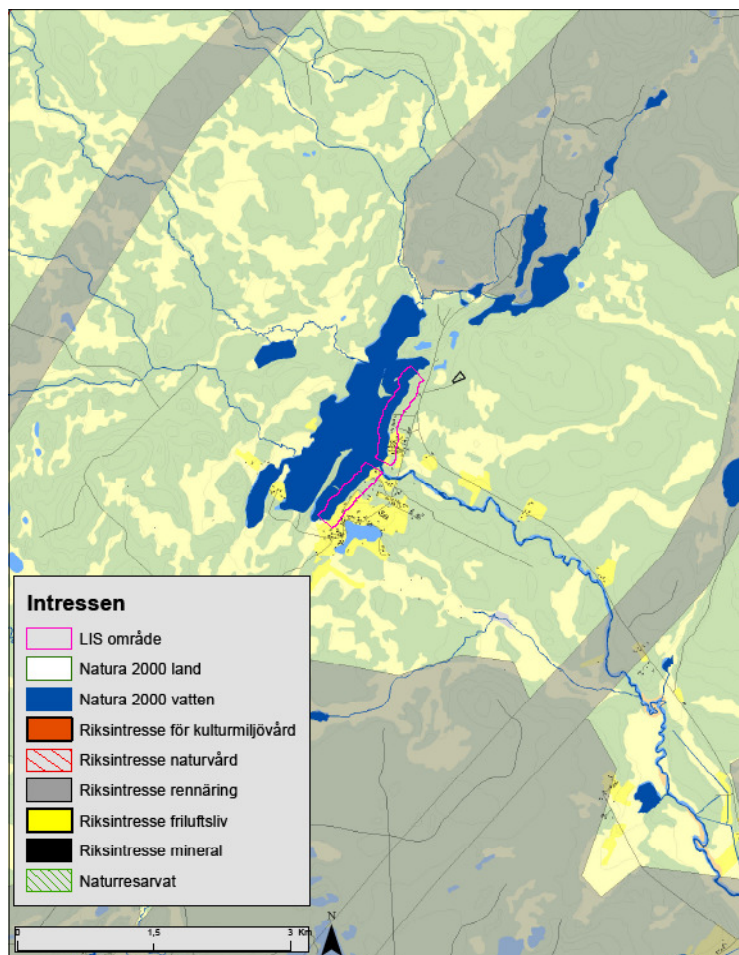 Intressen
LIS område
Natura 2000 land
Natura 2000 vatten
Riksintresse för kulturmiljövård
Riksintresse naturvård
Riksintresse rennäring
Riksintresse friluftsliv
Riksintresse mineral
Naturresarvat
0 1,5 3 Km
N